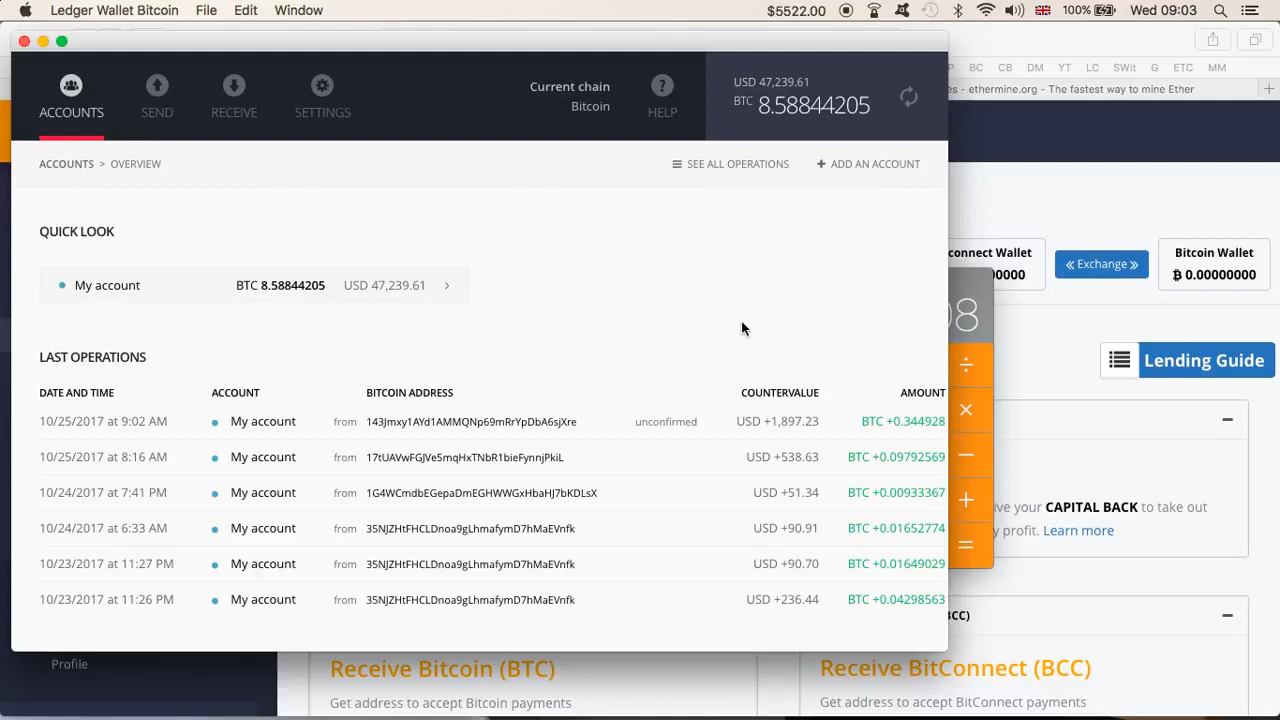 Ledger Wallet Bitcoin File Edit Window $5522.00 100% Wed 09:03
BC CB DM YT LC SWit G ETC MM
es - ethermine.org - The fastest way to mine Ether
ACCOUNTS SEND RECEIVE SETTINGS
Current chain
Bitcoin
HELP
USD 47,239.61
BTC 8.58844205
ACCOUNTS > OVERVIEW
SEE ALL OPERATIONS
ADD AN ACCOUNT
QUICK LOOK
My account BTC 8.58844205 USD 47,239.61
LAST OPERATIONS
DATE AND TIME ACCOUNT BITCOIN ADDRESS COUNTERVALUE AMOUNT
10/25/2017 at 9:02 AM My account from 143Jmxy1AYd1AMMQNp69mRrYpDbA6sjXre unconfirmed USD +1,897.23 BTC +0.344928
10/25/2017 at 8:16 AM My account from 17tUAVwFGJVe5mqHxTNbR1bieFynnjPkiL USD +538.63 BTC +0.09792569
10/24/2017 at 7:41 PM My account from 1G4WCmdbEGepaDmEGHWWGxHbaHJ7bKDLsX USD +51.34 BTC +0.00933367
10/24/2017 at 6:33 AM My account from 35NJZHtFHCLDnoa9gLhmafymD7hMaEVnfk USD +90.91 BTC +0.01652774
10/23/2017 at 11:27 PM My account from 35NJZHtFHCLDnoa9gLhmafymD7hMaEVnfk USD +90.70 BTC +0.01649029
10/23/2017 at 11:26 PM My account from 35NJZHtFHCLDnoa9gLhmafymD7hMaEVnfk USD +236.44 BTC +0.04298563
connect Wallet
0000
Exchange
Bitcoin Wallet
₿ 0.00000000
08
÷
×
−
+
=
Lending Guide
ive your CAPITAL BACK to take out
y profit. Learn more
CC)
Profile
Receive Bitcoin (BTC)
Get address to accept Bitcoin payments
Receive BitConnect (BCC)
Get address to accept BitConnect payments